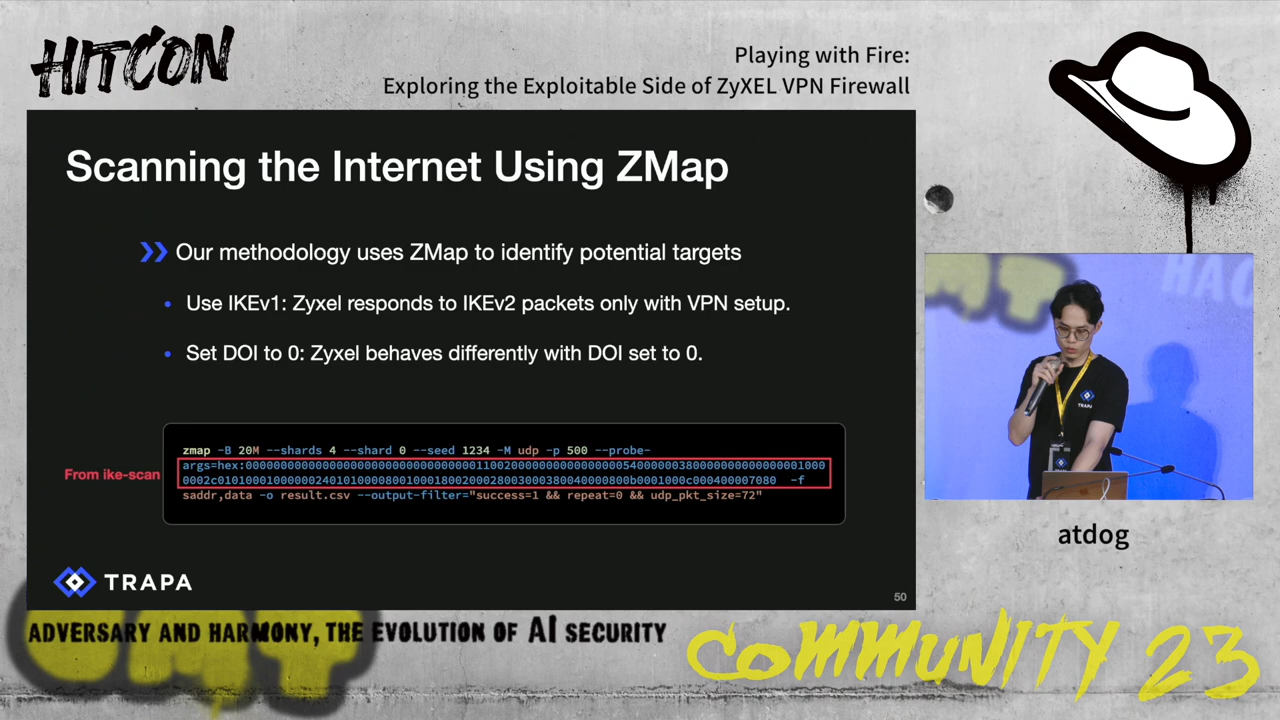 HITCON
Playing with Fire:
Exploring the Exploitable Side of ZyXEL VPN Firewall
Scanning the Internet Using ZMap
Our methodology uses ZMap to identify potential targets
• Use IKEv1: Zyxel responds to IKEv2 packets only with VPN setup.
• Set DOI to 0: Zyxel behaves differently with DOI set to 0.
From ike-scan
zmap -B 20M --shards 4 --shard 0 --seed 1234 -M udp -p 500 --probe-
-f
saddr,data -o result.csv --output-filter="success=1 && repeat=0 && udp_pkt_size=72"
TRAPA
50
TRAPA
atdog
ADVERSARY AND HARMONY, THE EVOLUTION OF AI SECURITY
COMMUNITY 23